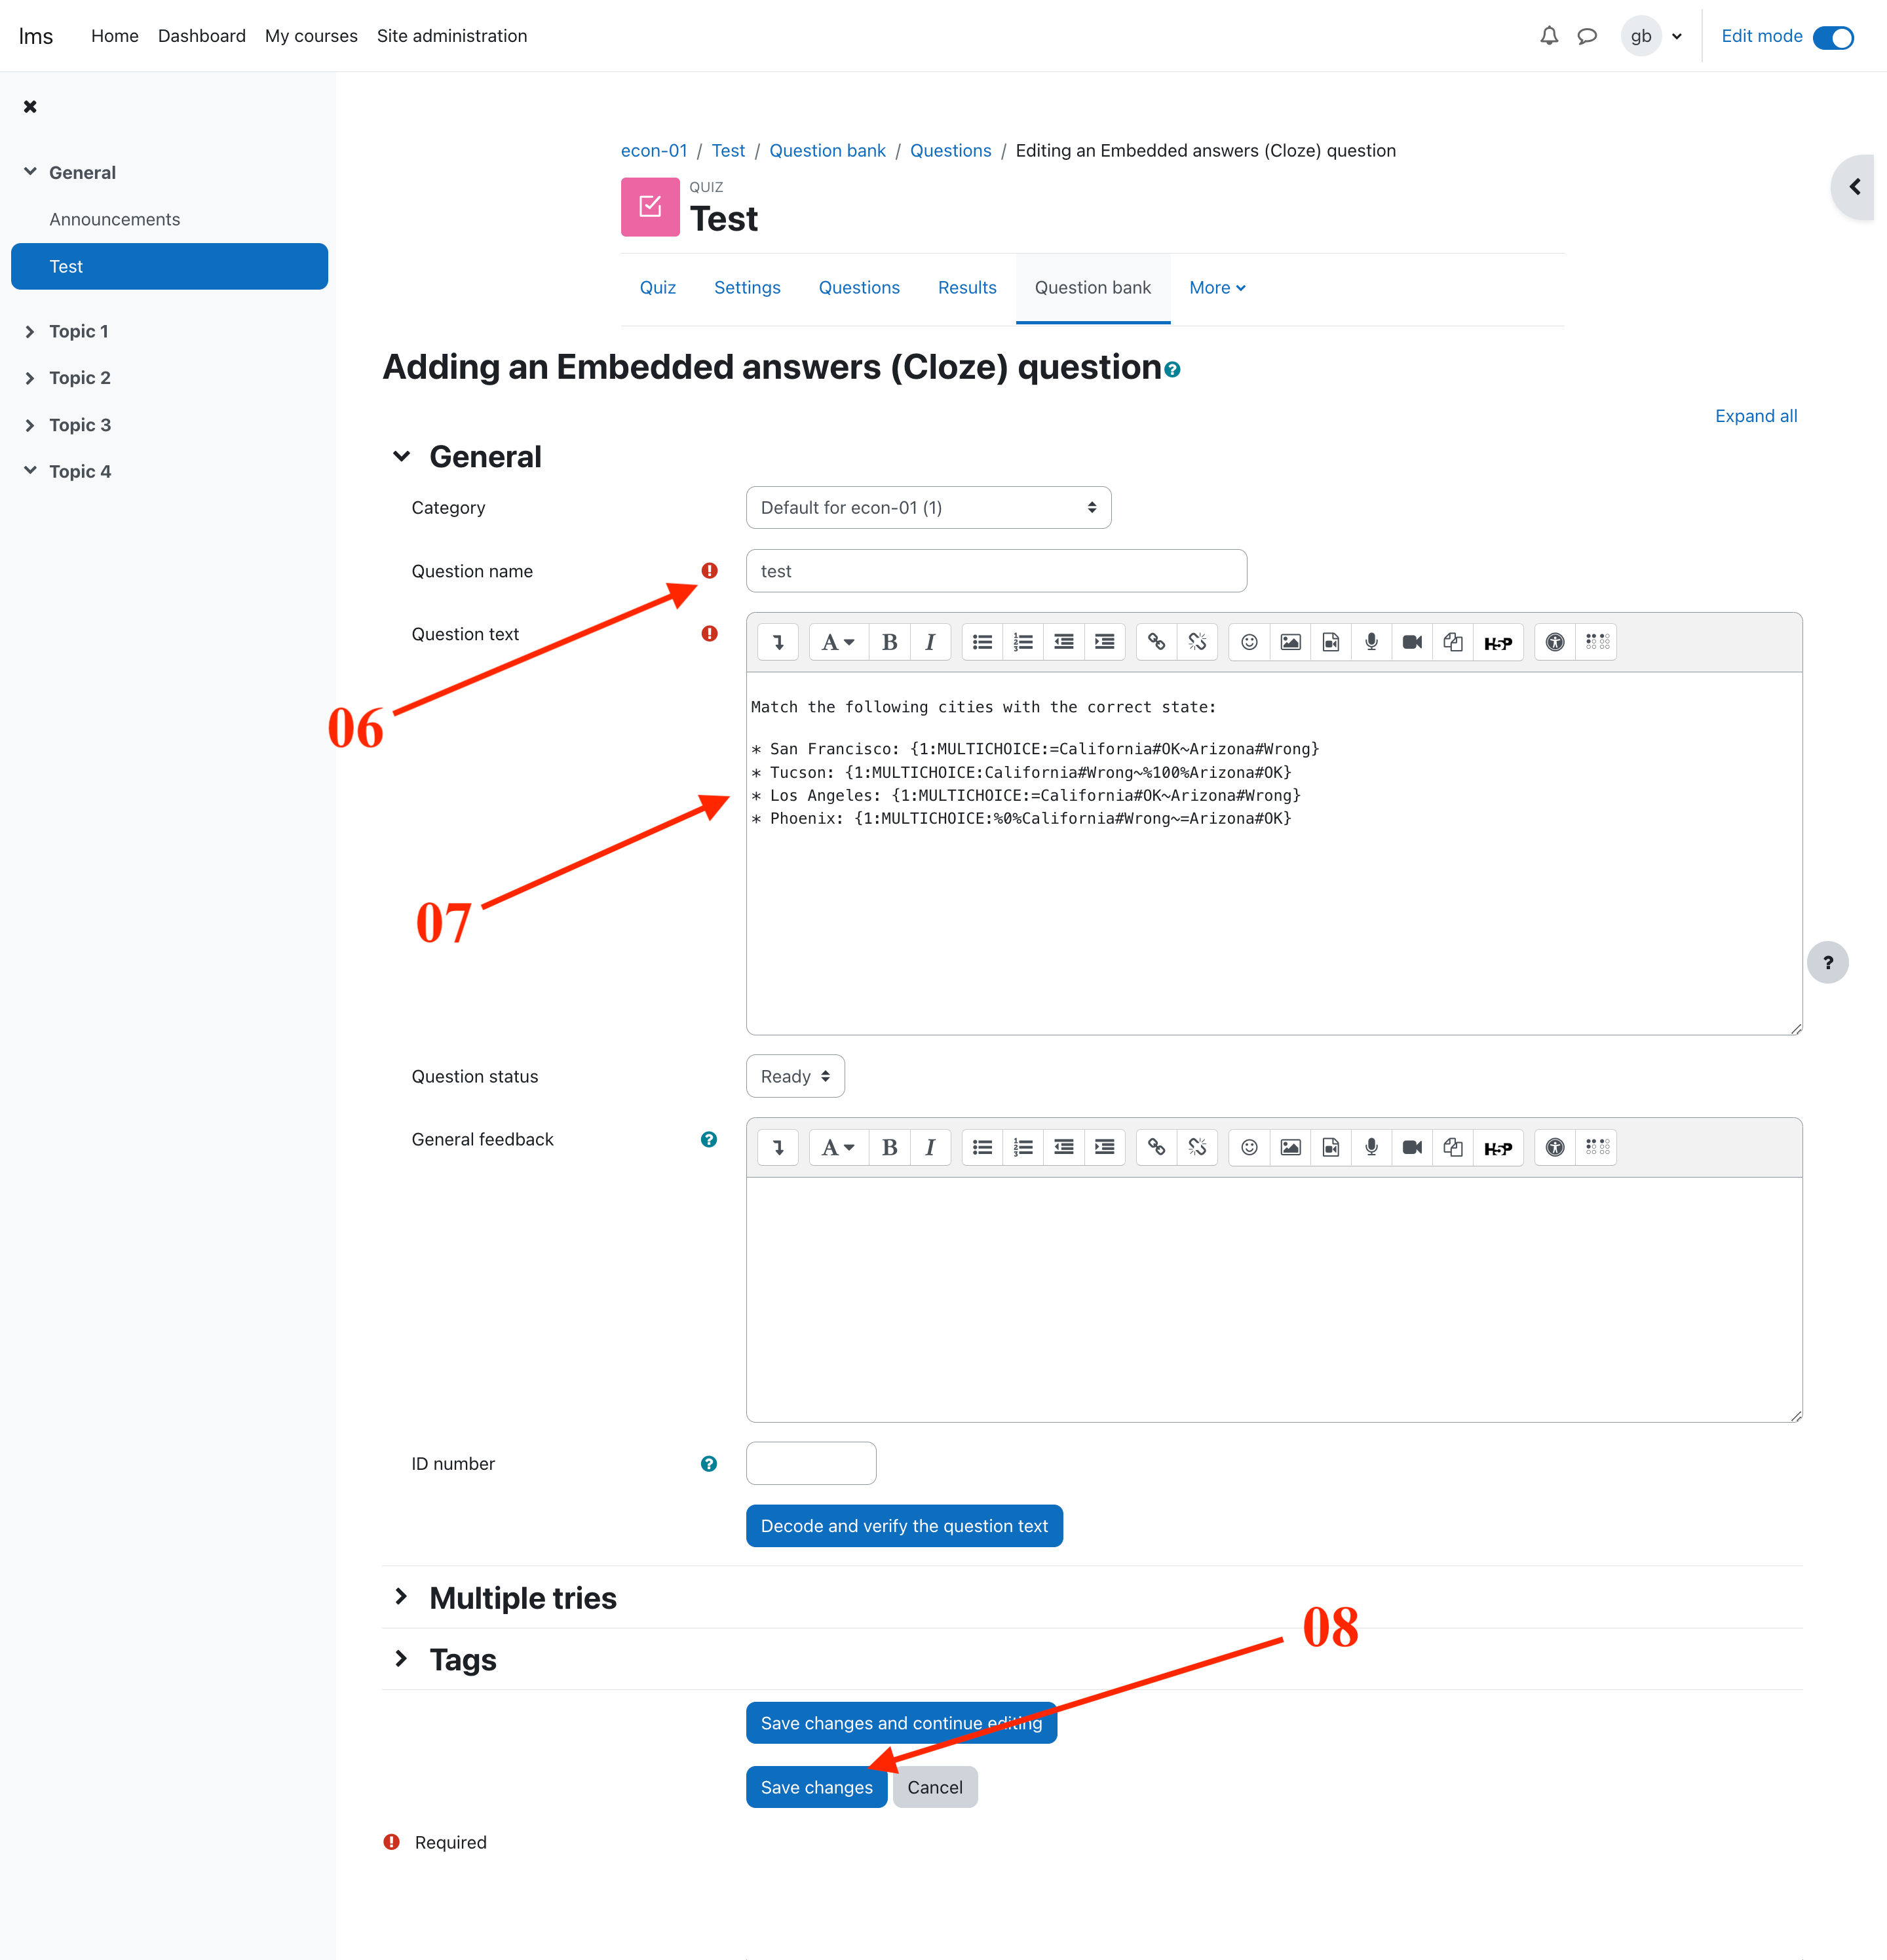 lms Home Dashboard My courses Site administration gb Edit mode
General
Announcements
Test
Topic 1
Topic 2
Topic 3
Topic 4
econ-01 / Test / Question bank / Questions / Editing an Embedded answers (Cloze) question
QUIZ
Test
Quiz Settings Questions Results Question bank More
Adding an Embedded answers (Cloze) question
Expand all
General
Category Default for econ-01 (1)
Question name test
Question text A B I H5P
06
Match the following cities with the correct state:
* San Francisco: {1:MULTICHOICE:=California#OK~Arizona#Wrong}
* Tucson: {1:MULTICHOICE:California#Wrong~%100%Arizona#OK}
* Los Angeles: {1:MULTICHOICE:=California#OK~Arizona#Wrong}
* Phoenix: {1:MULTICHOICE:%0%California#Wrong~=Arizona#OK}
07
?
Question status Ready
General feedback A B I H5P
ID number
Decode and verify the question text
Multiple tries
08
Tags
Save changes and continue editing
Save changes Cancel
Required